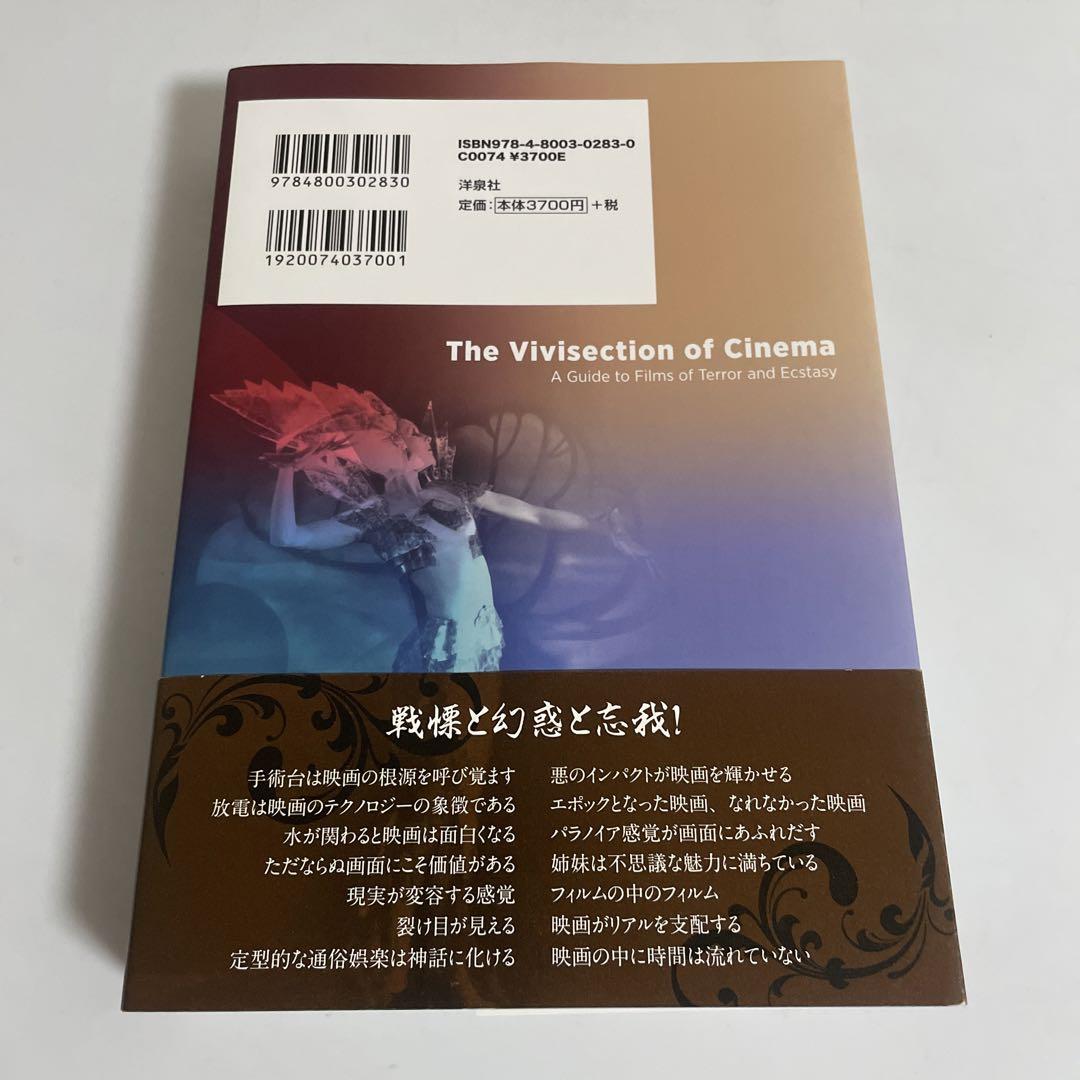 ISBN978-4-8003-0283-0
C0074 ¥3700E
9784800302830
洋泉社
定価：本体3700円＋税
1920074037001
The Vivisection of Cinema
A Guide to Films of Terror and Ecstasy
戦慄と幻惑と忘我！
手術台は映画の根源を呼び覚ます
放電は映画のテクノロジーの象徴である
水が関わると映画は面白くなる
ただならぬ画面にこそ価値がある
現実が変容する感覚
裂け目が見える
定型的な通俗娯楽は神話に化ける
悪のインパクトが映画を輝かせる
エポックとなった映画、なれなかった映画
パラノイア感覚が画面にあふれだす
姉妹は不思議な魅力に満ちている
フィルムの中のフィルム
映画がリアルを支配する
映画の中に時間は流れていない